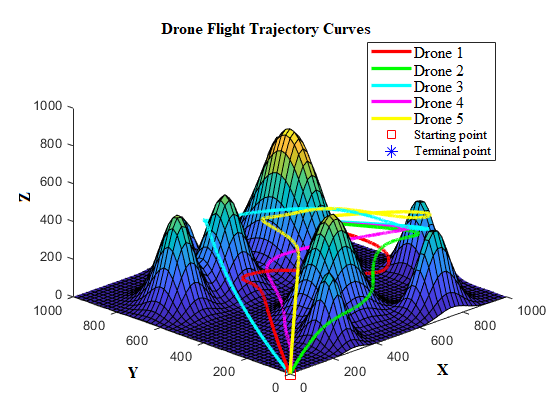 Drone Flight Trajectory Curves
Drone 1
Drone 2
Drone 3
Drone 4
Drone 5
Starting point
Terminal point
1000
800
600
400
200
0
Z
1000
800
600
400
200
0
Y
0
200
400
600
800
1000
X